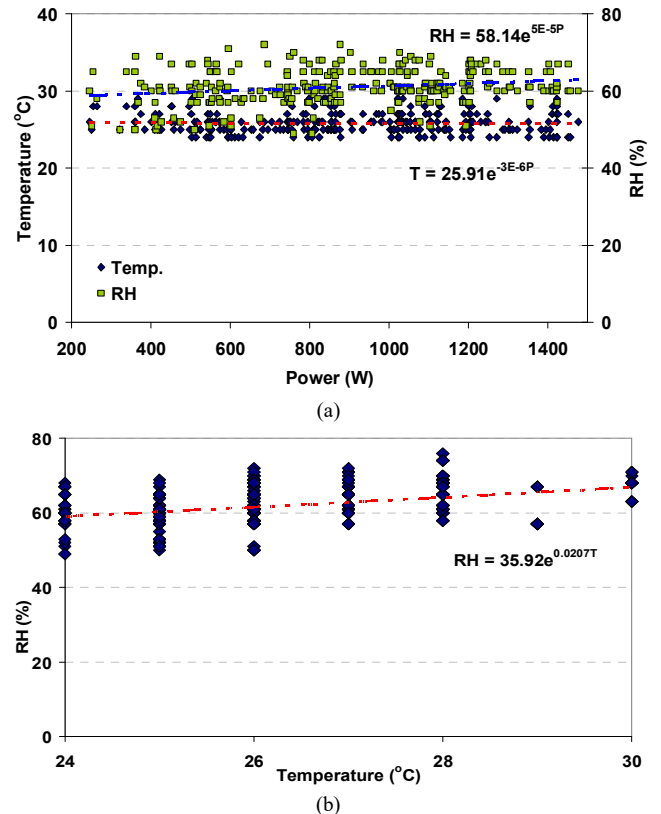 RH = 58.14e^5E-5P
40
30
20
10
0
Temperature (°C)
T = 25.91e^-3E-6P
Temp.
RH
80
60
40
20
0
RH (%)
200 400 600 800 1000 1200 1400
Power (W)
(a)
80
60
40
20
0
RH (%)
RH = 35.92e^0.0207T
24 26 28 30
Temperature (°C)
(b)